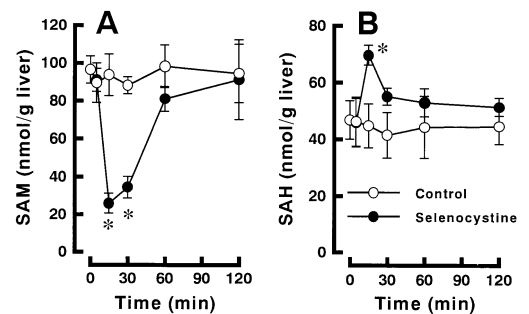 A
SAM (nmol/g liver)
120
100
80
60
40
20
0
*
*
0 30 60 90 120
Time (min)
B
SAH (nmol/g liver)
80
60
40
20
0
*
Control
Selenocystine
0 30 60 90 120
Time (min)